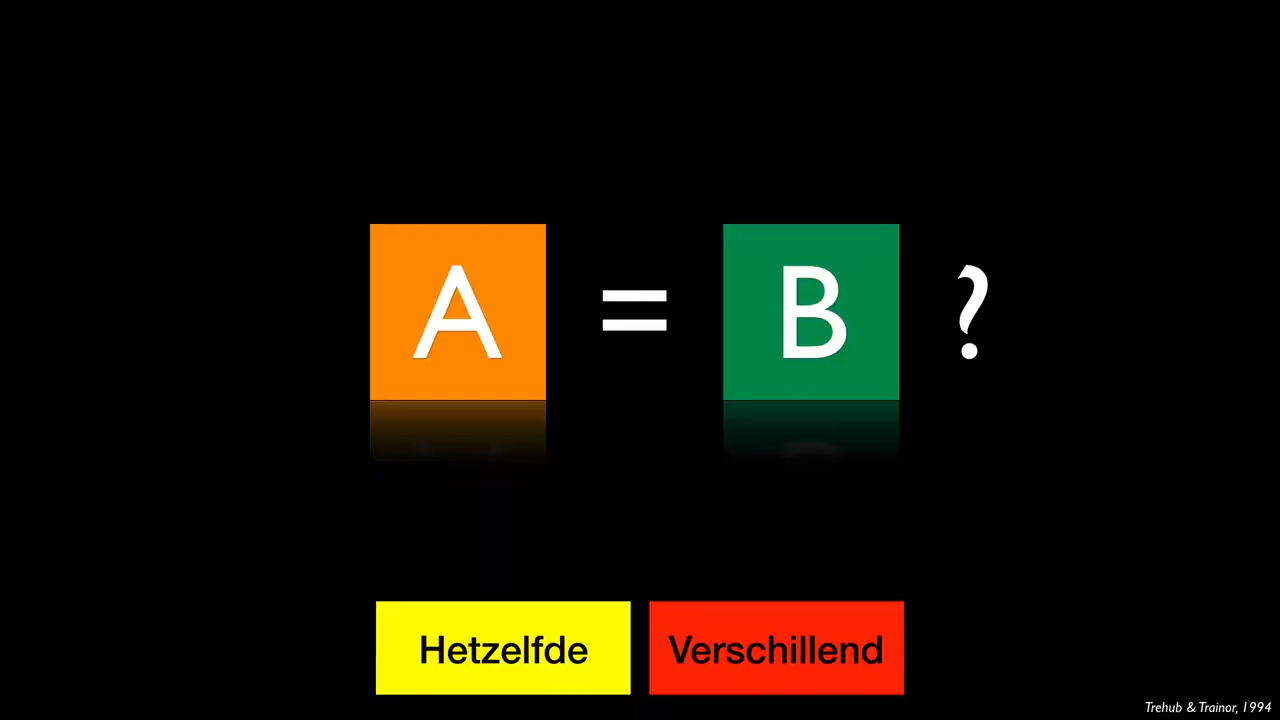 A = B ?
Hetzelfde Verschillend
Trehub & Trainor, 1994